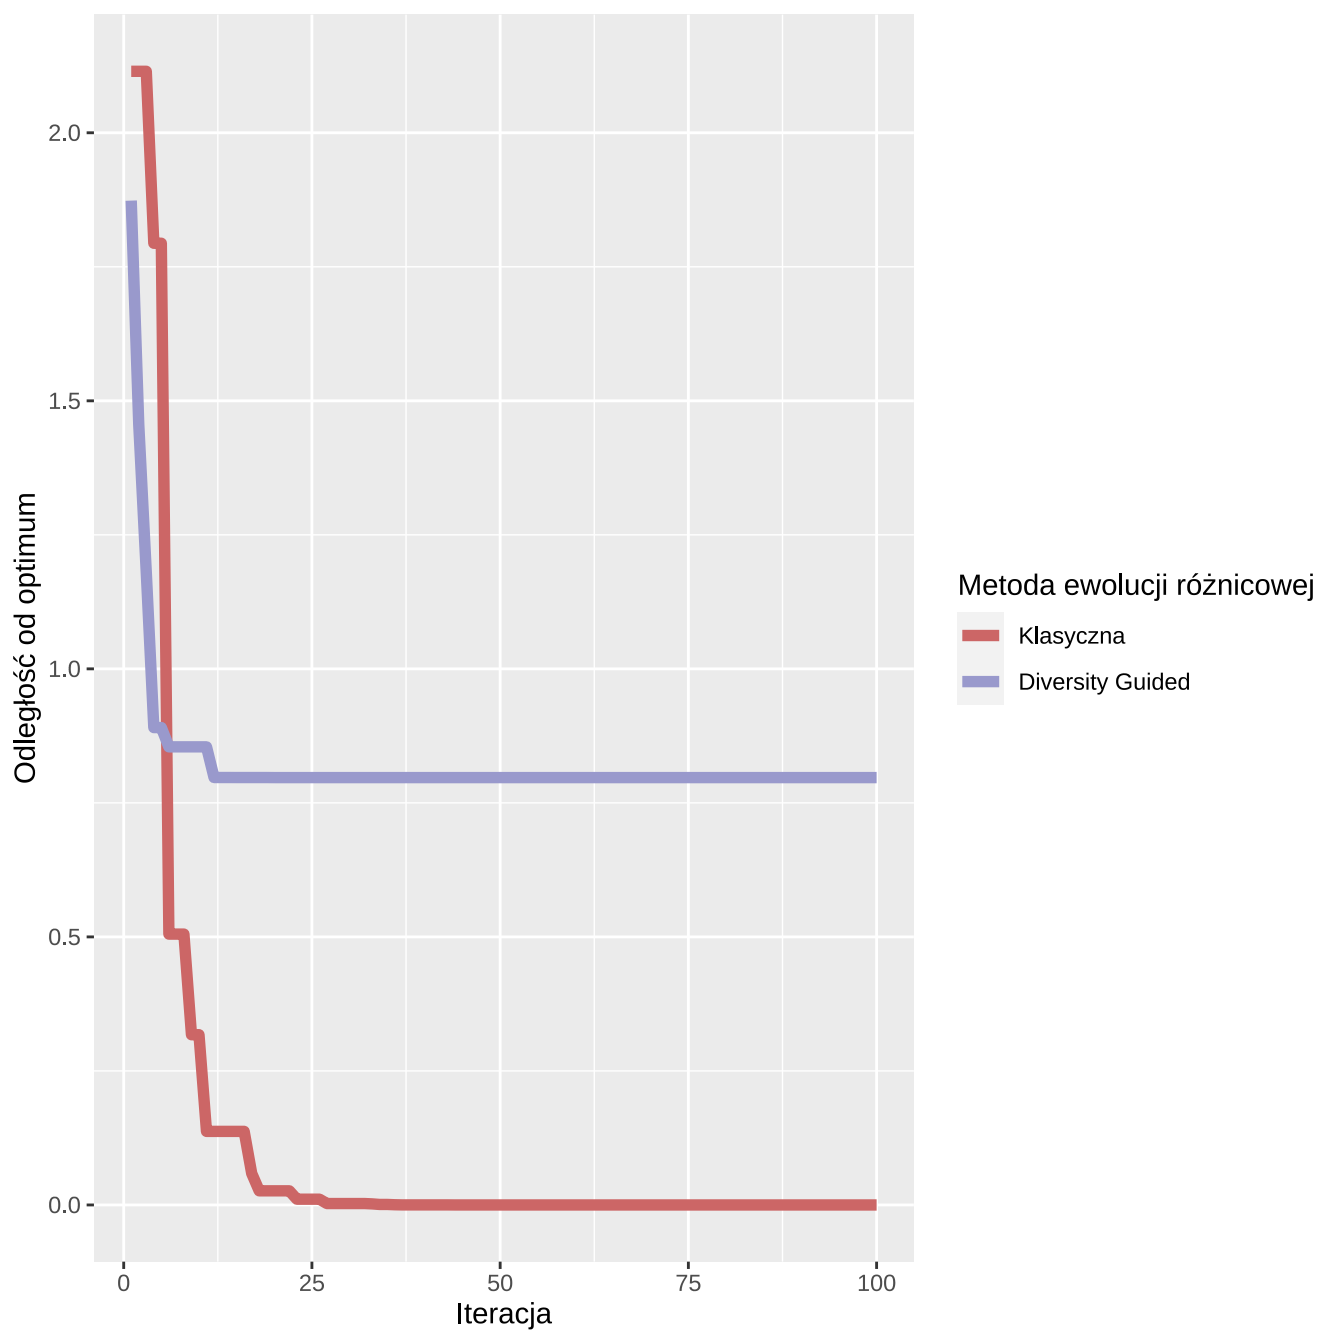 2.0
1.5
1.0
0.5
0.0
0
25
50
75
100
Iteracja
Odległość od optimum
Metoda ewolucji różnicowej
Klasyczna
Diversity Guided